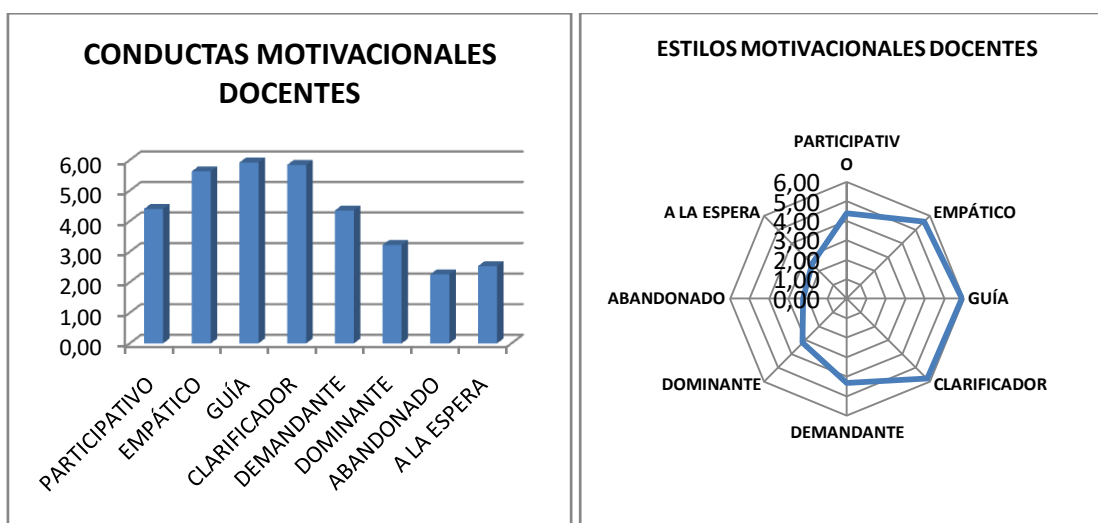 CONDUCTAS MOTIVACIONALES
DOCENTES
6,00
5,00
4,00
3,00
2,00
1,00
0,00
PARTICIPATIVO
EMPÁTICO
GUÍA
CLARIFICADOR
DEMANDANTE
DOMINANTE
ABANDONADO
A LA ESPERA
ESTILOS MOTIVACIONALES DOCENTES
PARTICIPATIV
O
6,00
5,00
4,00
3,00
2,00
1,00
0,00
EMPÁTICO
GUÍA
CLARIFICADOR
DEMANDANTE
DOMINANTE
ABANDONADO
A LA ESPERA